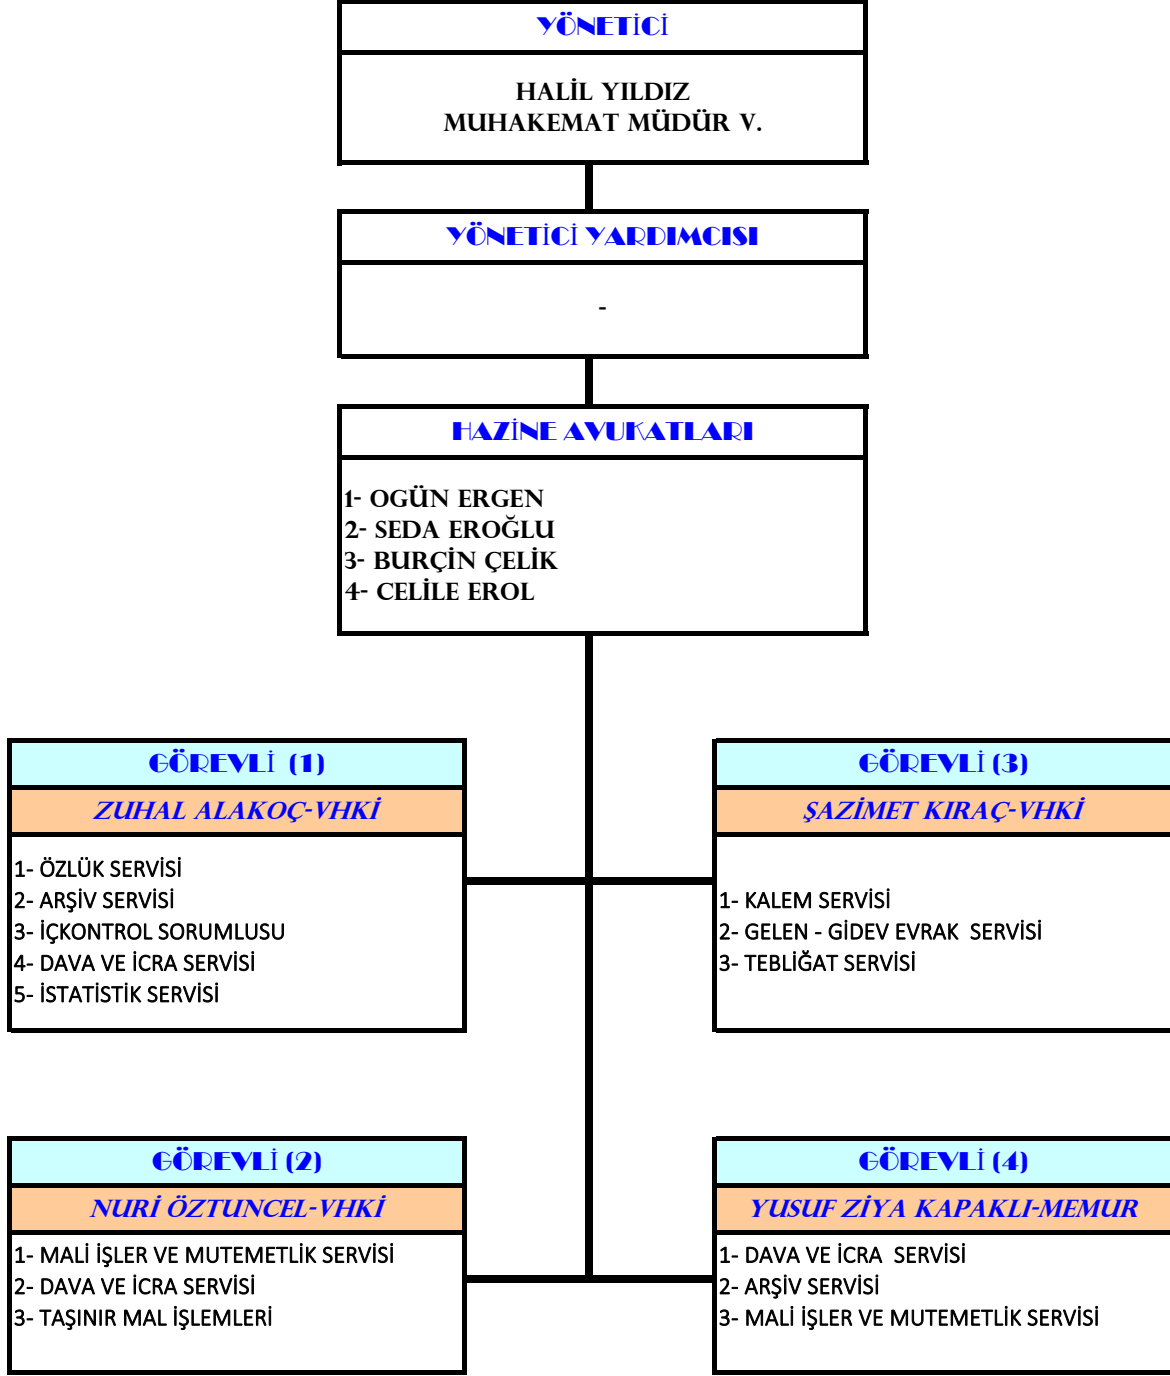 YÖNETİCİ
HALİL YILDIZ
MUHAKEMAT MÜDÜR V.
YÖNETİCİ YARDIMCISI
-
HAZİNE AVUKATLARI
1- OGÜN ERGEN
2- SEDA EROĞLU
3- BURÇİN ÇELİK
4- CELİLE EROL
GÖREVLİ (1)
ZUHAL ALAKOÇ-VHKİ
1- ÖZLÜK SERVİSİ
2- ARŞİV SERVİSİ
3- İÇKONTROL SORUMLUSU
4- DAVA VE İCRA SERVİSİ
5- İSTATİSTİK SERVİSİ
GÖREVLİ (3)
ŞAZİMET KIRAÇ-VHKİ
1- KALEM SERVİSİ
2- GELEN - GİDEV EVRAK SERVİSİ
3- TEBLİĞAT SERVİSİ
GÖREVLİ (2)
NURİ ÖZTUNCEL-VHKİ
1- MALİ İŞLER VE MUTEMETLİK SERVİSİ
2- DAVA VE İCRA SERVİSİ
3- TAŞINIR MAL İŞLEMLERİ
GÖREVLİ (4)
YUSUF ZİYA KAPAKLI-MEMUR
1- DAVA VE İCRA SERVİSİ
2- ARŞİV SERVİSİ
3- MALİ İŞLER VE MUTEMETLİK SERVİSİ